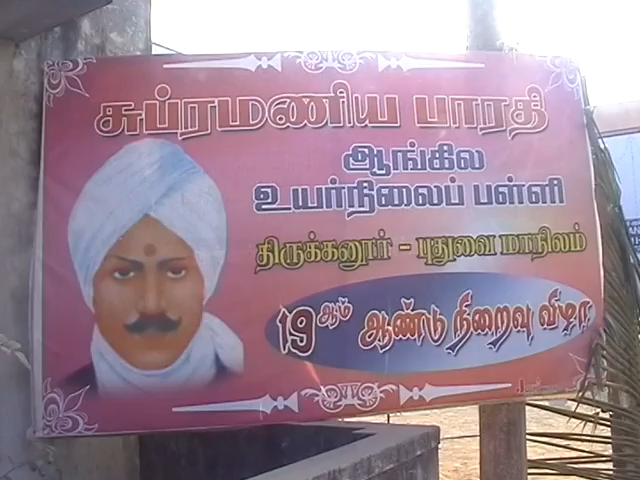 சுப்ரமணிய பாரதி
ஆங்கில
உயர்நிலைப் பள்ளி
திருக்கனூர் - புதுவை மாநிலம்
19ஆம் ஆண்டு நிறைவு விழா